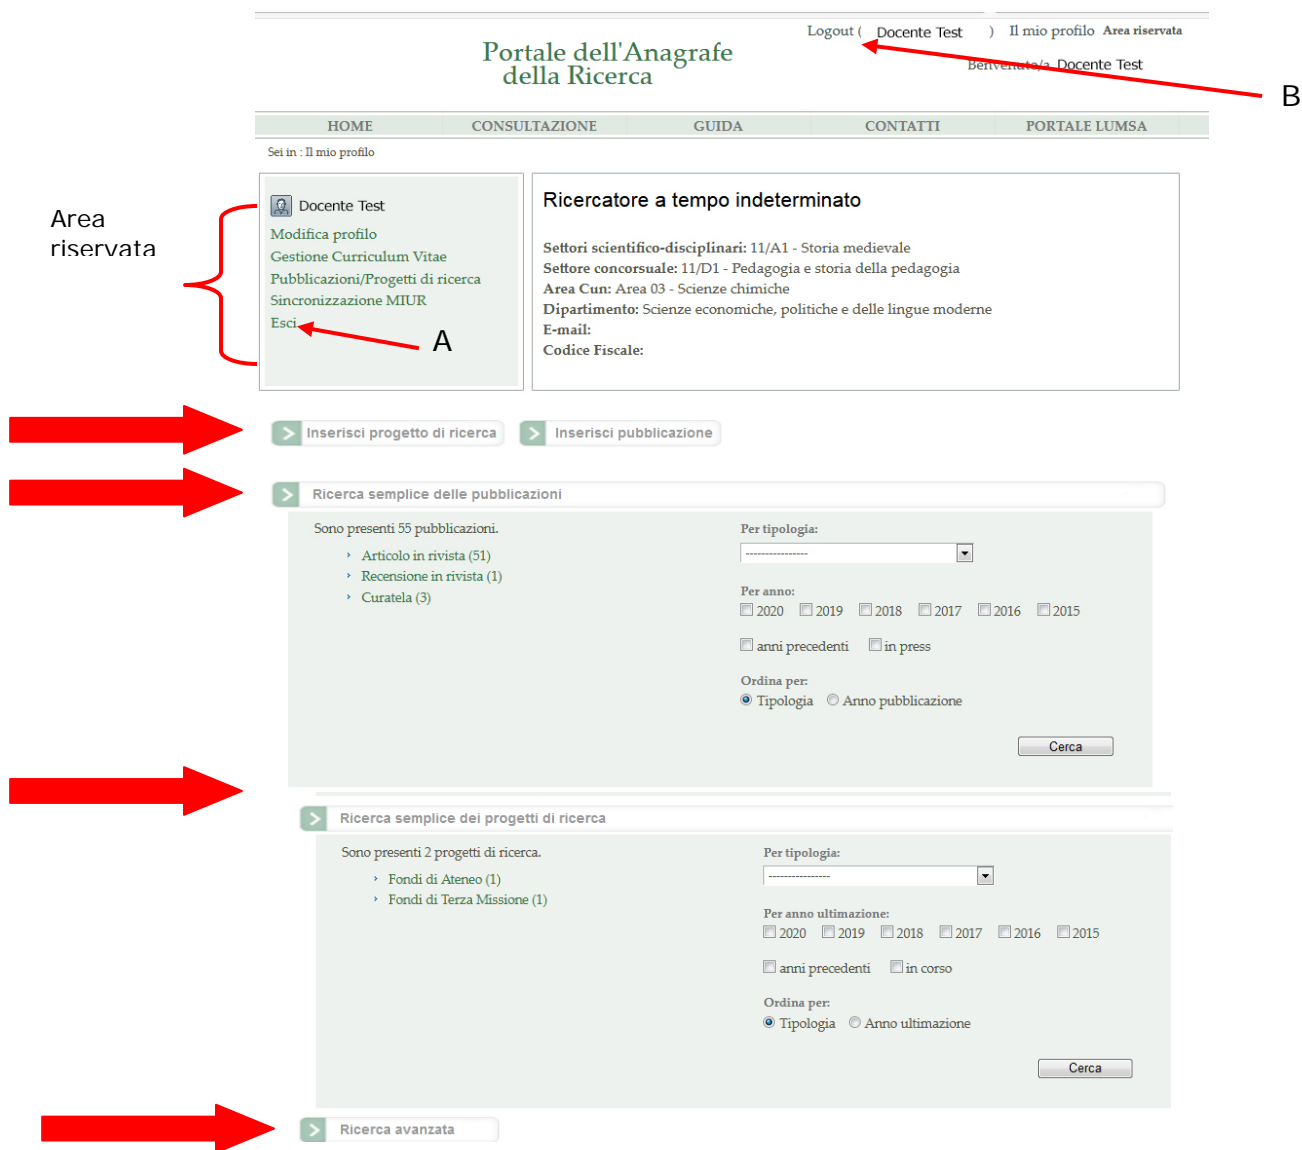 Logout ( Docente Test ) Il mio profilo Area riservata
Portale dell'Anagrafe
della Ricerca
Benvenuto/a Docente Test
B
HOME CONSULTAZIONE GUIDA CONTATTI PORTALE LUMSA
Sei in : Il mio profilo
Area
riservata
Docente Test
Modifica profilo
Gestione Curriculum Vitae
Pubblicazioni/Progetti di ricerca
Sincronizzazione MIUR
Esci
A
Ricercatore a tempo indeterminato
Settori scientifico-disciplinari: 11/A1 - Storia medievale
Settore concorsuale: 11/D1 - Pedagogia e storia della pedagogia
Area Cun: Area 03 - Scienze chimiche
Dipartimento: Scienze economiche, politiche e delle lingue moderne
E-mail:
Codice Fiscale:
Inserisci progetto di ricerca Inserisci pubblicazione
Ricerca semplice delle pubblicazioni
Sono presenti 55 pubblicazioni.
Articolo in rivista (51)
Recensione in rivista (1)
Curatela (3)
Per tipologia:
----------------
Per anno:
2020 2019 2018 2017 2016 2015
anni precedenti in press
Ordina per:
Tipologia Anno pubblicazione
Cerca
Ricerca semplice dei progetti di ricerca
Sono presenti 2 progetti di ricerca.
Fondi di Ateneo (1)
Fondi di Terza Missione (1)
Per tipologia:
----------------
Per anno ultimazione:
2020 2019 2018 2017 2016 2015
anni precedenti in corso
Ordina per:
Tipologia Anno ultimazione
Cerca
Ricerca avanzata